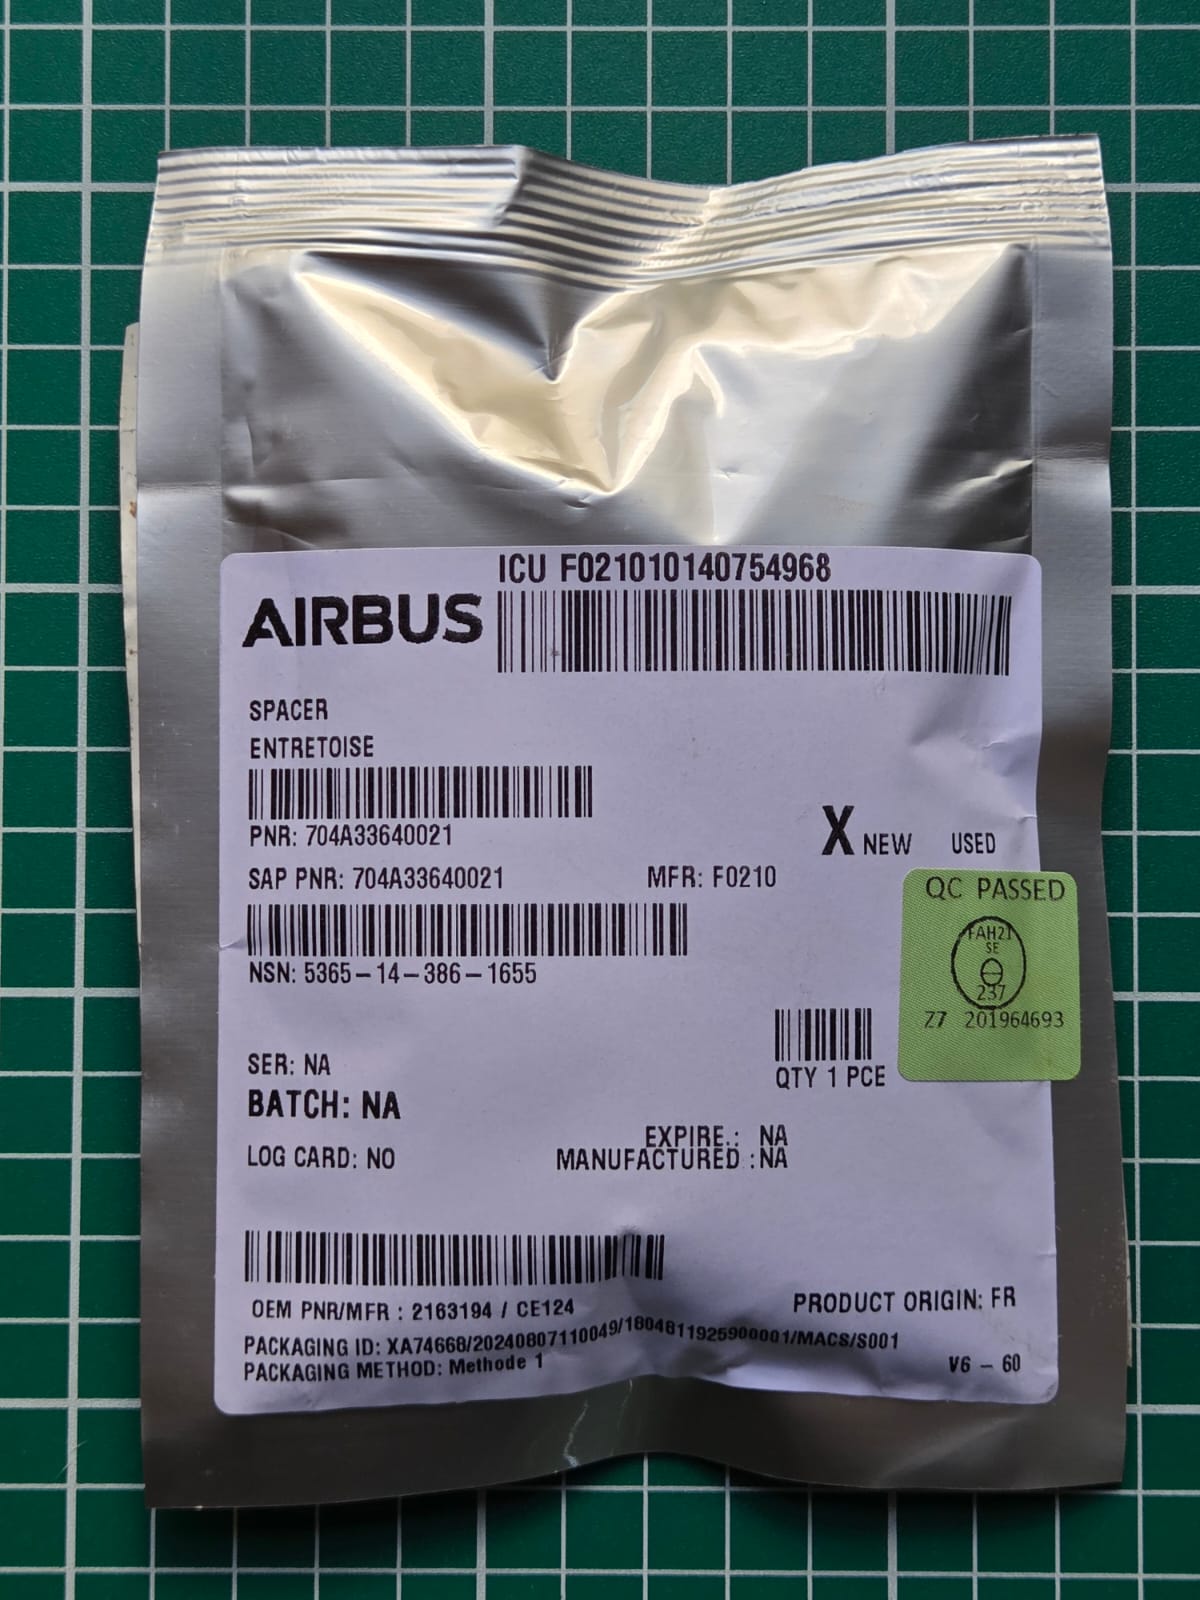 ICU F021010140754968
AIRBUS
SPACER
ENTRETOISE
PNR: 704A33640021
X NEW USED
SAP PNR: 704A33640021 MFR: F0210
QC PASSED
FAH21
SE
237
Z7 201964693
NSN: 5365-14-386-1655
QTY 1 PCE
SER: NA
BATCH: NA
EXPIRE.: NA
LOG CARD: NO MANUFACTURED :NA
OEM PNR/MFR : 2163194 / CE124 PRODUCT ORIGIN: FR
PACKAGING ID: XA74668/20240807110049/1804811925900001/MACS/S001
PACKAGING METHOD: Methode 1 V6 - 60